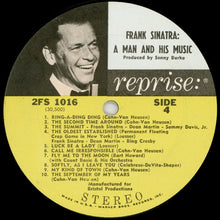 FRANK SINATRA:
A MAN AND HIS MUSIC
Produced by Sonny Burke
reprise:
2FS 1016
(30,500)
SIDE
4
1. RING-A-DING DING (Cahn-Van Heusen)
2. THE SECOND TIME AROUND (Cahn-Van Heusen)
3. THE SUMMIT - Frank Sinatra - Dean Martin - Sammy Davis, Jr.
4. THE OLDEST ESTABLISHED (Permanent Floating
Crap Game in New York) (Loesser)
Frank Sinatra - Dean Martin - Bing Crosby
5. LUCK BE A LADY (Loesser)
6. CALL ME IRRESPONSIBLE (Cahn-Van Heusen)
7. FLY ME TO THE MOON (Bart Howard)
with Count Basie & His Orchestra
8. SOFTLY, AS I LEAVE YOU (Calabrese-DeVita-Shaper)
9. MY KIND OF TOWN (Cahn-Van Heusen)
10. THE SEPTEMBER OF MY YEARS
(Cahn-Van Heusen)
Manufactured for
Bristol Productions
STEREO